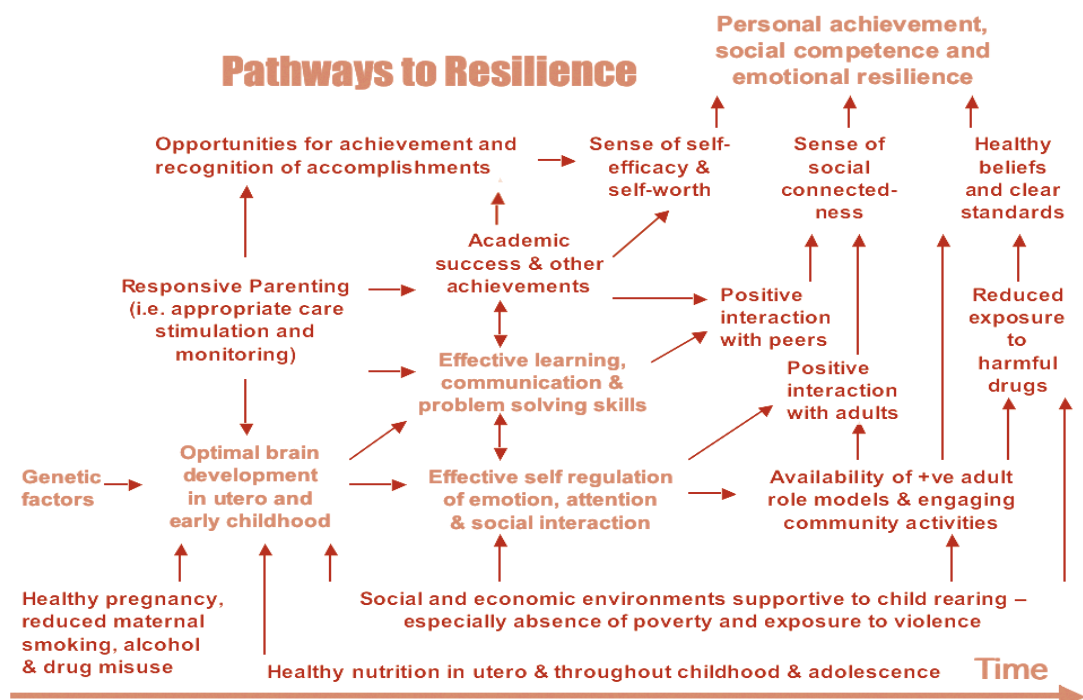 Pathways to Resilience
Personal achievement,
social competence and
emotional resilience
Opportunities for achievement and
recognition of accomplishments
Sense of self-
efficacy &
self-worth
Sense of
social
connected-
ness
Healthy
beliefs
and clear
standards
Responsive Parenting
(i.e. appropriate care
stimulation and
monitoring)
Academic
success & other
achievements
Positive
interaction
with peers
Reduced
exposure
to
harmful
drugs
Effective learning,
communication &
problem solving skills
Positive
interaction
with adults
Genetic
factors
Optimal brain
development
in utero and
early childhood
Effective self regulation
of emotion, attention
& social interaction
Availability of +ve adult
role models & engaging
community activities
Healthy pregnancy,
reduced maternal
smoking, alcohol
& drug misuse
Social and economic environments supportive to child rearing –
especially absence of poverty and exposure to violence
Healthy nutrition in utero & throughout childhood & adolescence
Time